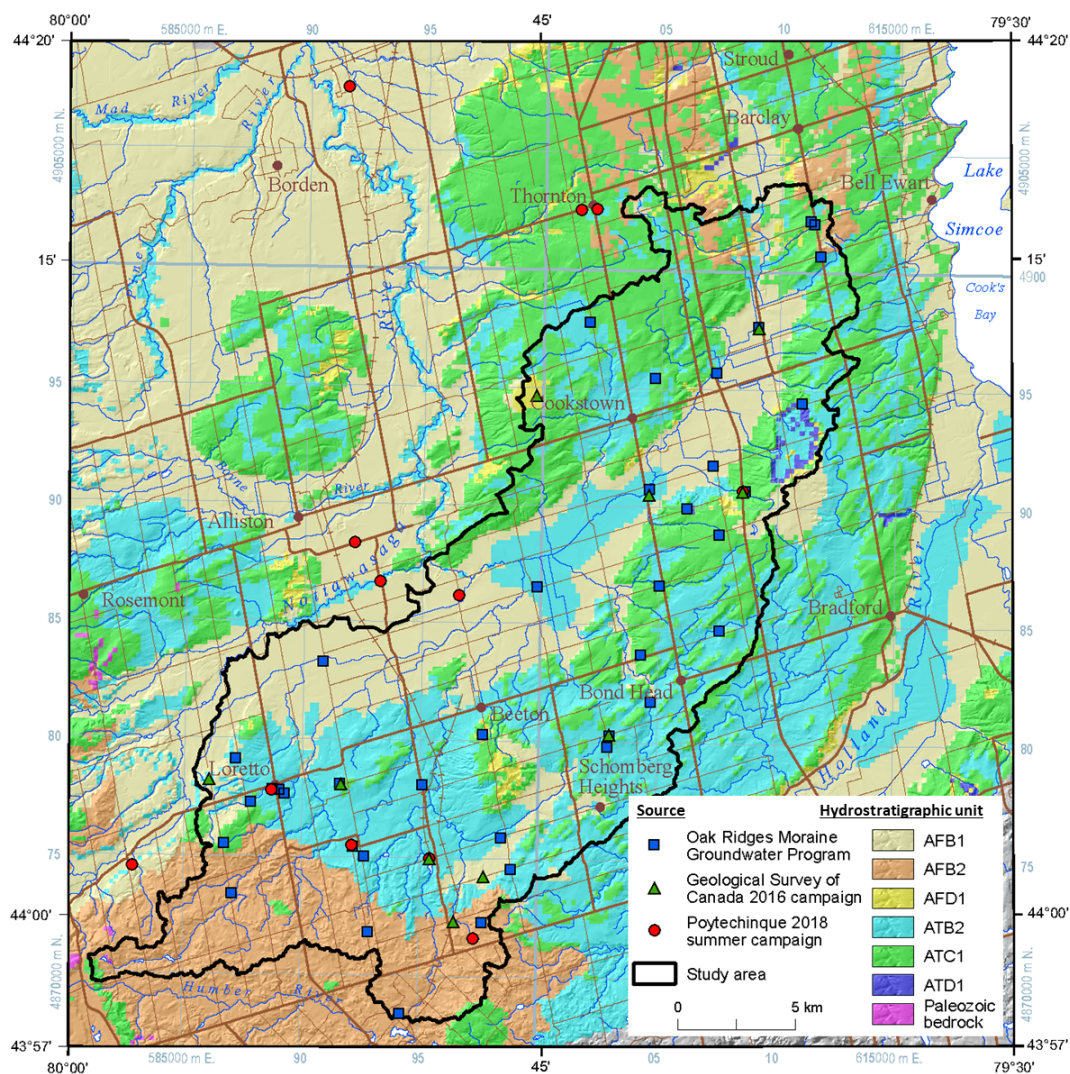 80°00'
585000 m E.
90
95
45'
05
10
615000 m E.
79°30'
44°20'
44°20'
Stroud
Mad River
River
Barclay
4905000 m N
4905000 m N
Borden
Thornton
Bell Ewart
Lake
Simcoe
15'
15'
4900
Pine
River
Cook's
Bay
95
95
Cookstown
Boyne River
90
90
Alliston
Nottawasaga
Rosemont
Bradford
River
85
85
Bond Head
Beeton
80
80
Loretto
Schomberg
Heights
Holland
75
75
44°00'
44°00'
4870000 m N.
4870000 m N.
Humber River
Source
Hydrostratigraphic unit
Oak Ridges Moraine
Groundwater Program
Geological Survey of
Canada 2016 campaign
Poytechinque 2018
summer campaign
Study area
0
5 km
AFB1
AFB2
AFD1
ATB2
ATC1
ATD1
Paleozoic
bedrock
43°57'
43°57'
80°00'
585000 m E.
90
95
45'
05
10
615000 m E.
79°30'